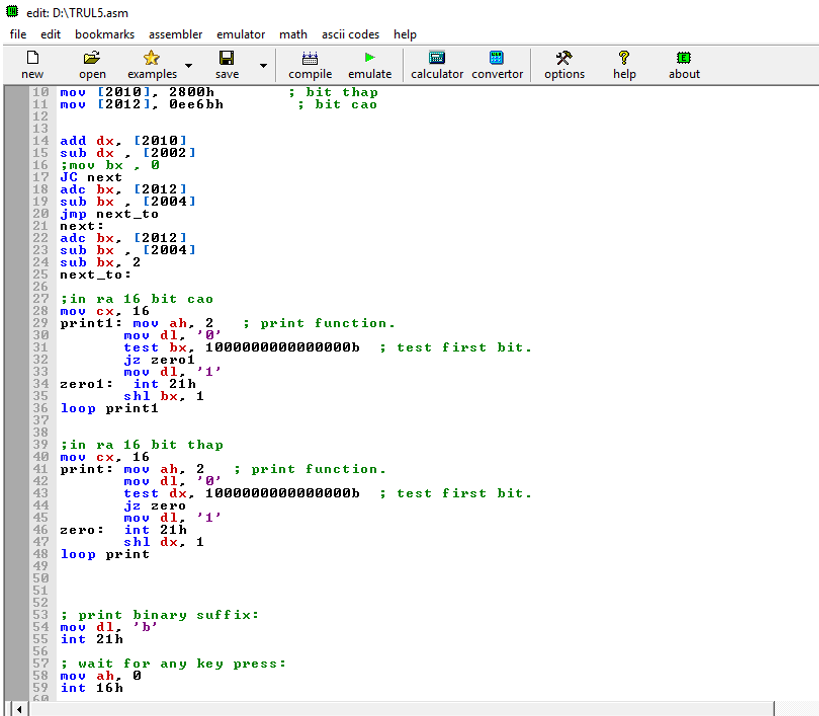 edit: D:\TRUL5.asm
file edit bookmarks assembler emulator math ascii codes help
new open examples save compile emulate calculator convertor options help about
10 mov [2010], 2800h ; bit thap
11 mov [2012], 0ee6bh ; bit cao
12
13
14 add dx, [2010]
15 sub dx , [2002]
16 ;mov bx , 0
17 JC next
18 adc bx, [2012]
19 sub bx , [2004]
20 jmp next_to
21 next:
22 adc bx, [2012]
23 sub bx , [2004]
24 sub bx, 2
25 next_to:
26
27 ;in ra 16 bit cao
28 mov cx, 16
29 print1: mov ah, 2 ; print function.
30 mov dl, '0'
31 test bx, 1000000000000000b ; test first bit.
32 jz zero1
33 mov dl, '1'
34 zero1: int 21h
35 shl bx, 1
36 loop print1
37
38
39 ;in ra 16 bit thap
40 mov cx, 16
41 print: mov ah, 2 ; print function.
42 mov dl, '0'
43 test dx, 1000000000000000b ; test first bit.
44 jz zero
45 mov dl, '1'
46 zero: int 21h
47 shl dx, 1
48 loop print
49
50
51
52
53 ; print binary suffix:
54 mov dl, 'b'
55 int 21h
56
57 ; wait for any key press:
58 mov ah, 0
59 int 16h
60